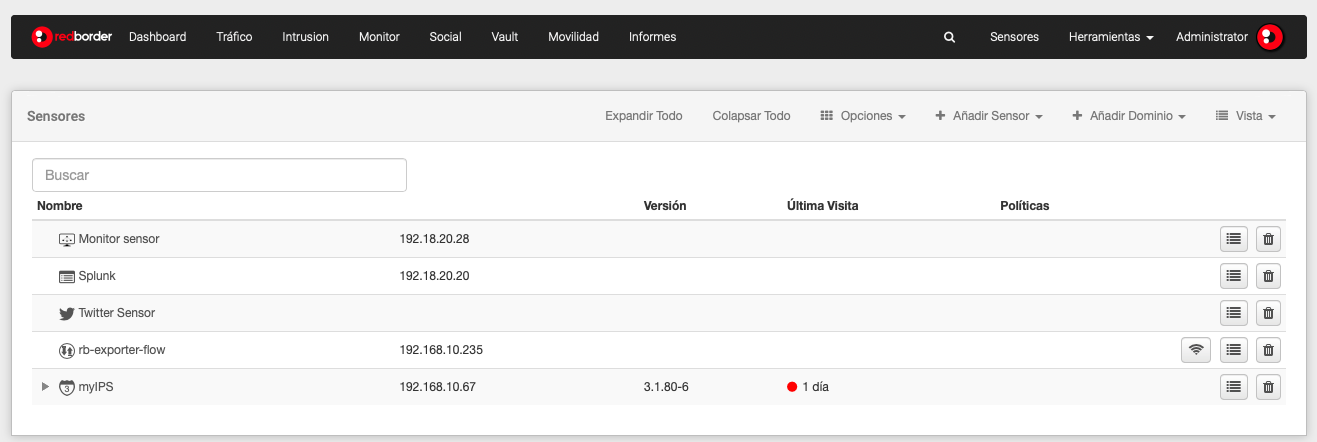 redborder Dashboard Tráfico Intrusion Monitor Social Vault Movilidad Informes Sensores Herramientas Administrator
Sensores Expandir Todo Colapsar Todo Opciones Añadir Sensor Añadir Dominio Vista
Buscar
Nombre Versión Última Visita Políticas
Monitor sensor 192.18.20.28
Splunk 192.18.20.20
Twitter Sensor
rb-exporter-flow 192.168.10.235
3 myIPS 192.168.10.67 3.1.80-6 1 día